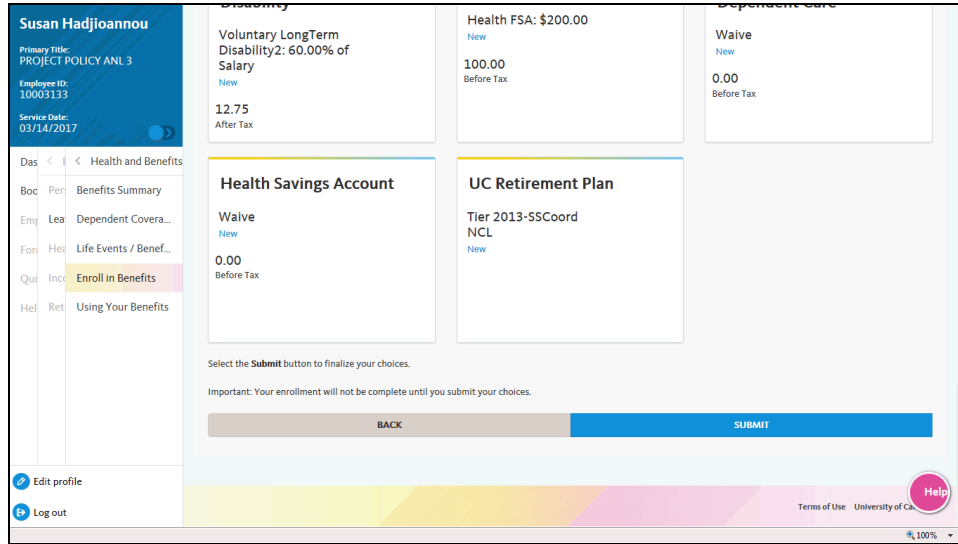 Susan Hadjioannou
Primary Title:
PROJECT POLICY ANL 3
Employee ID:
10003133
Service Date:
03/14/2017
Das
Boo
Emp
For
Qui
Hel
Per
Lea
Hea
Inco
Ret
Health and Benefits
Benefits Summary
Dependent Covera...
Life Events / Benef...
Enroll in Benefits
Using Your Benefits
Edit profile
Log out
Disability
Voluntary LongTerm
Disability2: 60.00% of
Salary
New
12.75
After Tax
Health FSA: $200.00
New
100.00
Before Tax
Dependent Care
Waive
New
0.00
Before Tax
Health Savings Account
Waive
New
0.00
Before Tax
UC Retirement Plan
Tier 2013-SSCoord
NCL
New
Select the Submit button to finalize your choices.
Important: Your enrollment will not be complete until you submit your choices.
BACK
SUBMIT
Help
Terms of Use University of Ca
100%